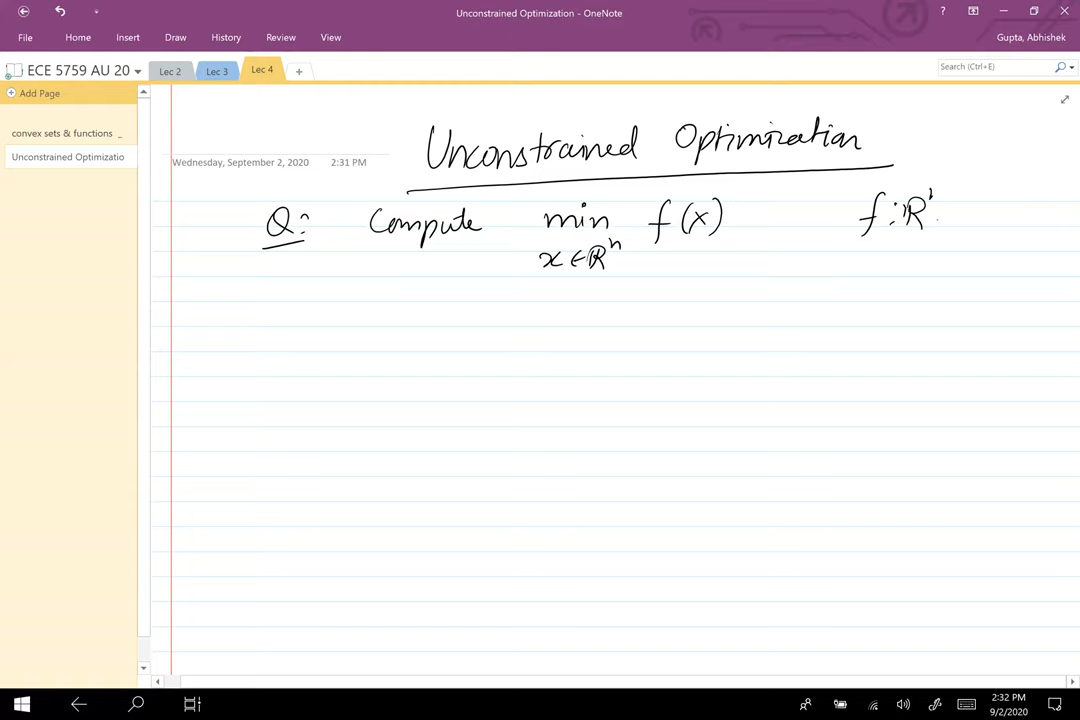 Unconstrained Optimization - OneNote
?
Gupta, Abhishek
File Home Insert Draw History Review View
ECE 5759 AU 20 Lec 2 Lec 3 Lec 4 +
Search (Ctrl+E)
Add Page
convex sets & functions _
Unconstrained Optimizatio
Unconstrained Optimization
Wednesday, September 2, 2020 2:31 PM
Q: Compute min f(x) f: ℝ
x ∈ ℝⁿ
2:32 PM
9/2/2020